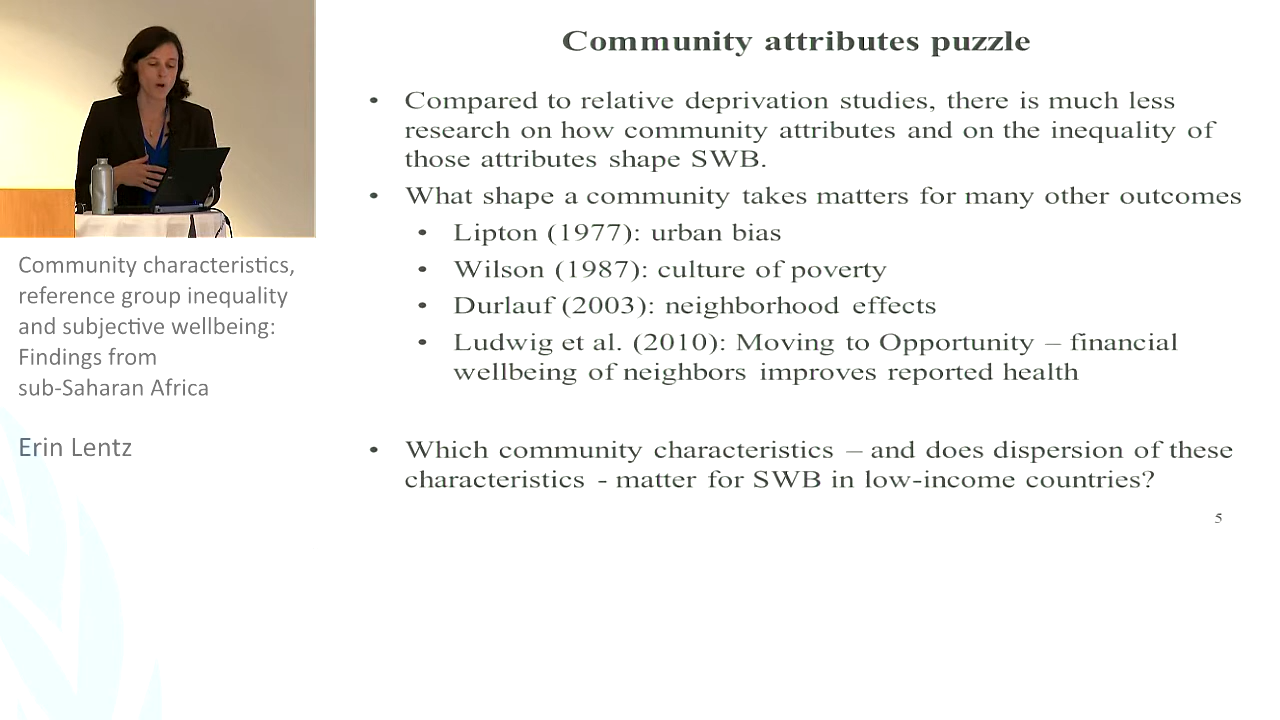 Community attributes puzzle
• Compared to relative deprivation studies, there is much less
research on how community attributes and on the inequality of
those attributes shape SWB.
• What shape a community takes matters for many other outcomes
• Lipton (1977): urban bias
• Wilson (1987): culture of poverty
• Durlauf (2003): neighborhood effects
• Ludwig et al. (2010): Moving to Opportunity – financial
wellbeing of neighbors improves reported health
• Which community characteristics – and does dispersion of these
characteristics - matter for SWB in low-income countries?
5
Community characteristics,
reference group inequality
and subjective wellbeing:
Findings from
sub-Saharan Africa
Erin Lentz